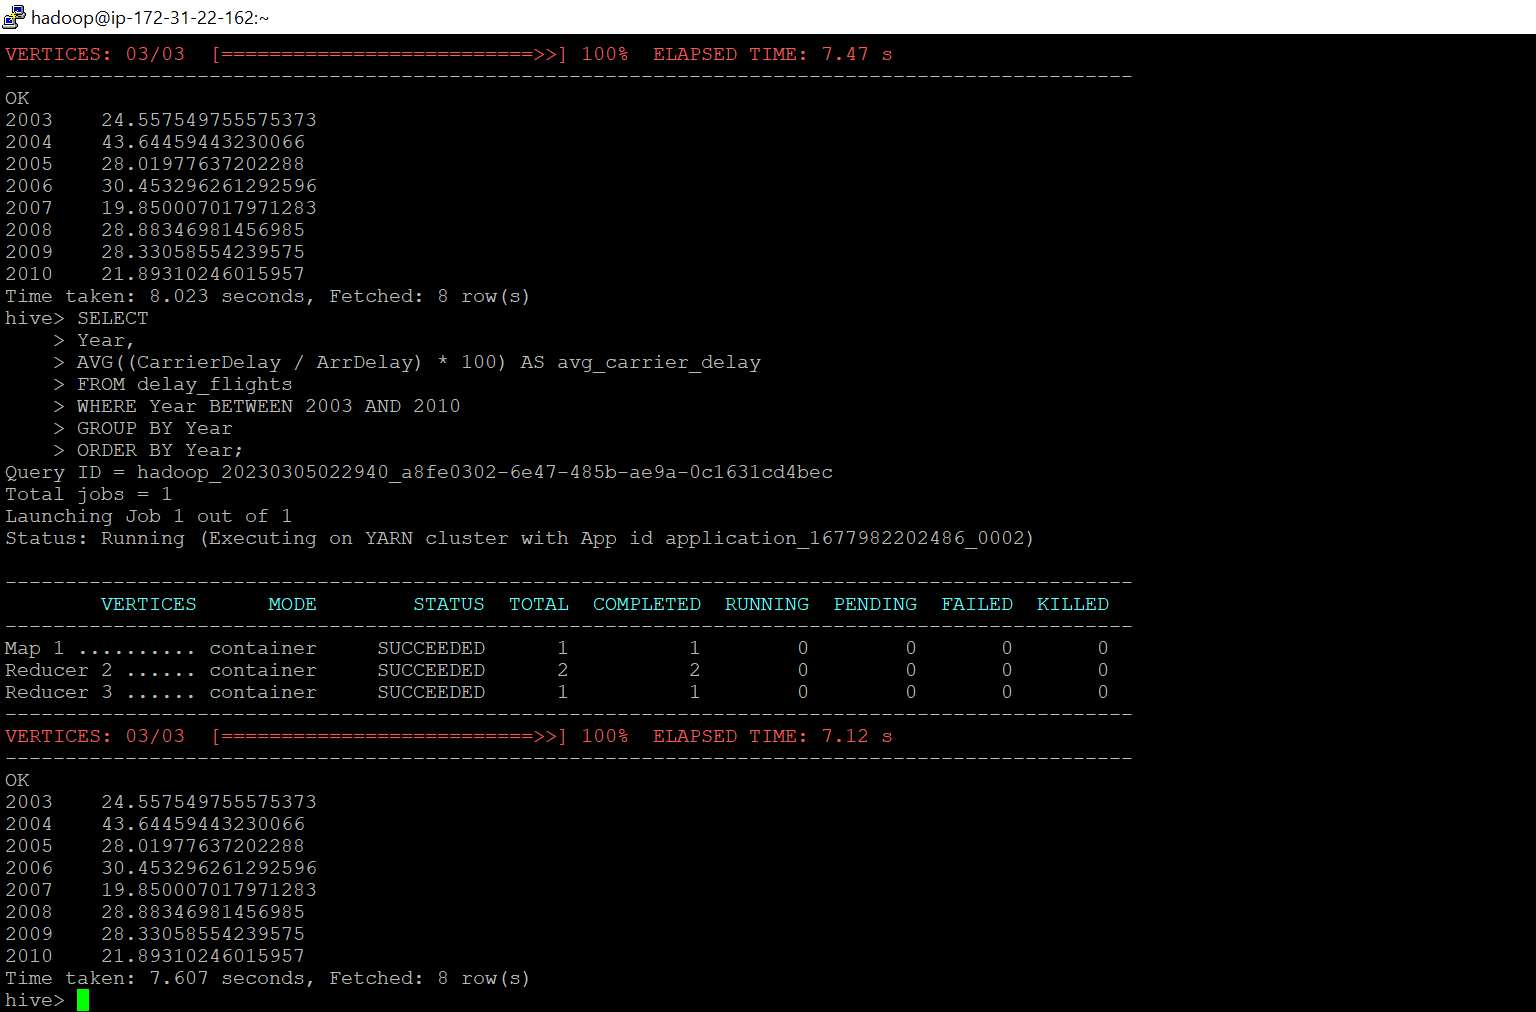 hadoop@ip-172-31-22-162:~
VERTICES: 03/03  [==========================>>] 100%  ELAPSED TIME: 7.47 s
----------------------------------------------------------------------------------------------
OK
2003    24.557549755575373
2004    43.64459443230066
2005    28.01977637202288
2006    30.453296261292596
2007    19.850007017971283
2008    28.88346981456985
2009    28.33058554239575
2010    21.89310246015957
Time taken: 8.023 seconds, Fetched: 8 row(s)
hive> SELECT
    > Year,
    > AVG((CarrierDelay / ArrDelay) * 100) AS avg_carrier_delay
    > FROM delay_flights
    > WHERE Year BETWEEN 2003 AND 2010
    > GROUP BY Year
    > ORDER BY Year;
Query ID = hadoop_20230305022940_a8fe0302-6e47-485b-ae9a-0c1631cd4bec
Total jobs = 1
Launching Job 1 out of 1
Status: Running (Executing on YARN cluster with App id application_1677982202486_0002)
----------------------------------------------------------------------------------------------
        VERTICES      MODE        STATUS  TOTAL  COMPLETED  RUNNING  PENDING  FAILED  KILLED
----------------------------------------------------------------------------------------------
Map 1 .......... container     SUCCEEDED      1          1        0        0       0       0
Reducer 2 ...... container     SUCCEEDED      2          2        0        0       0       0
Reducer 3 ...... container     SUCCEEDED      1          1        0        0       0       0
----------------------------------------------------------------------------------------------
VERTICES: 03/03  [==========================>>] 100%  ELAPSED TIME: 7.12 s
----------------------------------------------------------------------------------------------
OK
2003    24.557549755575373
2004    43.64459443230066
2005    28.01977637202288
2006    30.453296261292596
2007    19.850007017971283
2008    28.88346981456985
2009    28.33058554239575
2010    21.89310246015957
Time taken: 7.607 seconds, Fetched: 8 row(s)
hive>